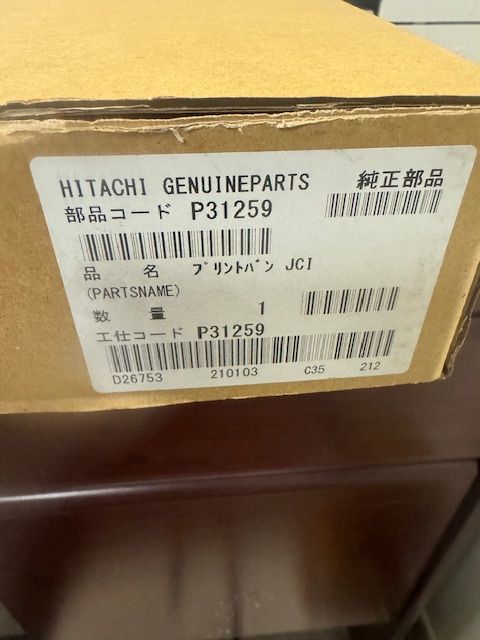 HITACHI GENUINEPARTS 純正部品
部品コード P31259
品 名 プリントバン JCI
(PARTSNAME)
数 量 1
工仕コード P31259
D26753 210103 C35 212